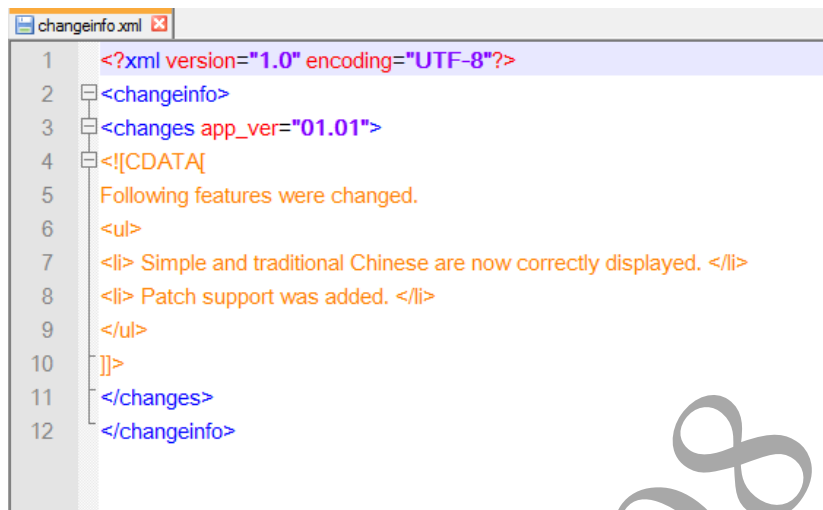 changeinfo.xml
1 <?xml version="1.0" encoding="UTF-8"?>
2 <changeinfo>
3 <changes app_ver="01.01">
4 <![CDATA[
5 Following features were changed.
6 <ul>
7 <li> Simple and traditional Chinese are now correctly displayed. </li>
8 <li> Patch support was added. </li>
9 </ul>
10 ]]>
11 </changes>
12 </changeinfo>
8